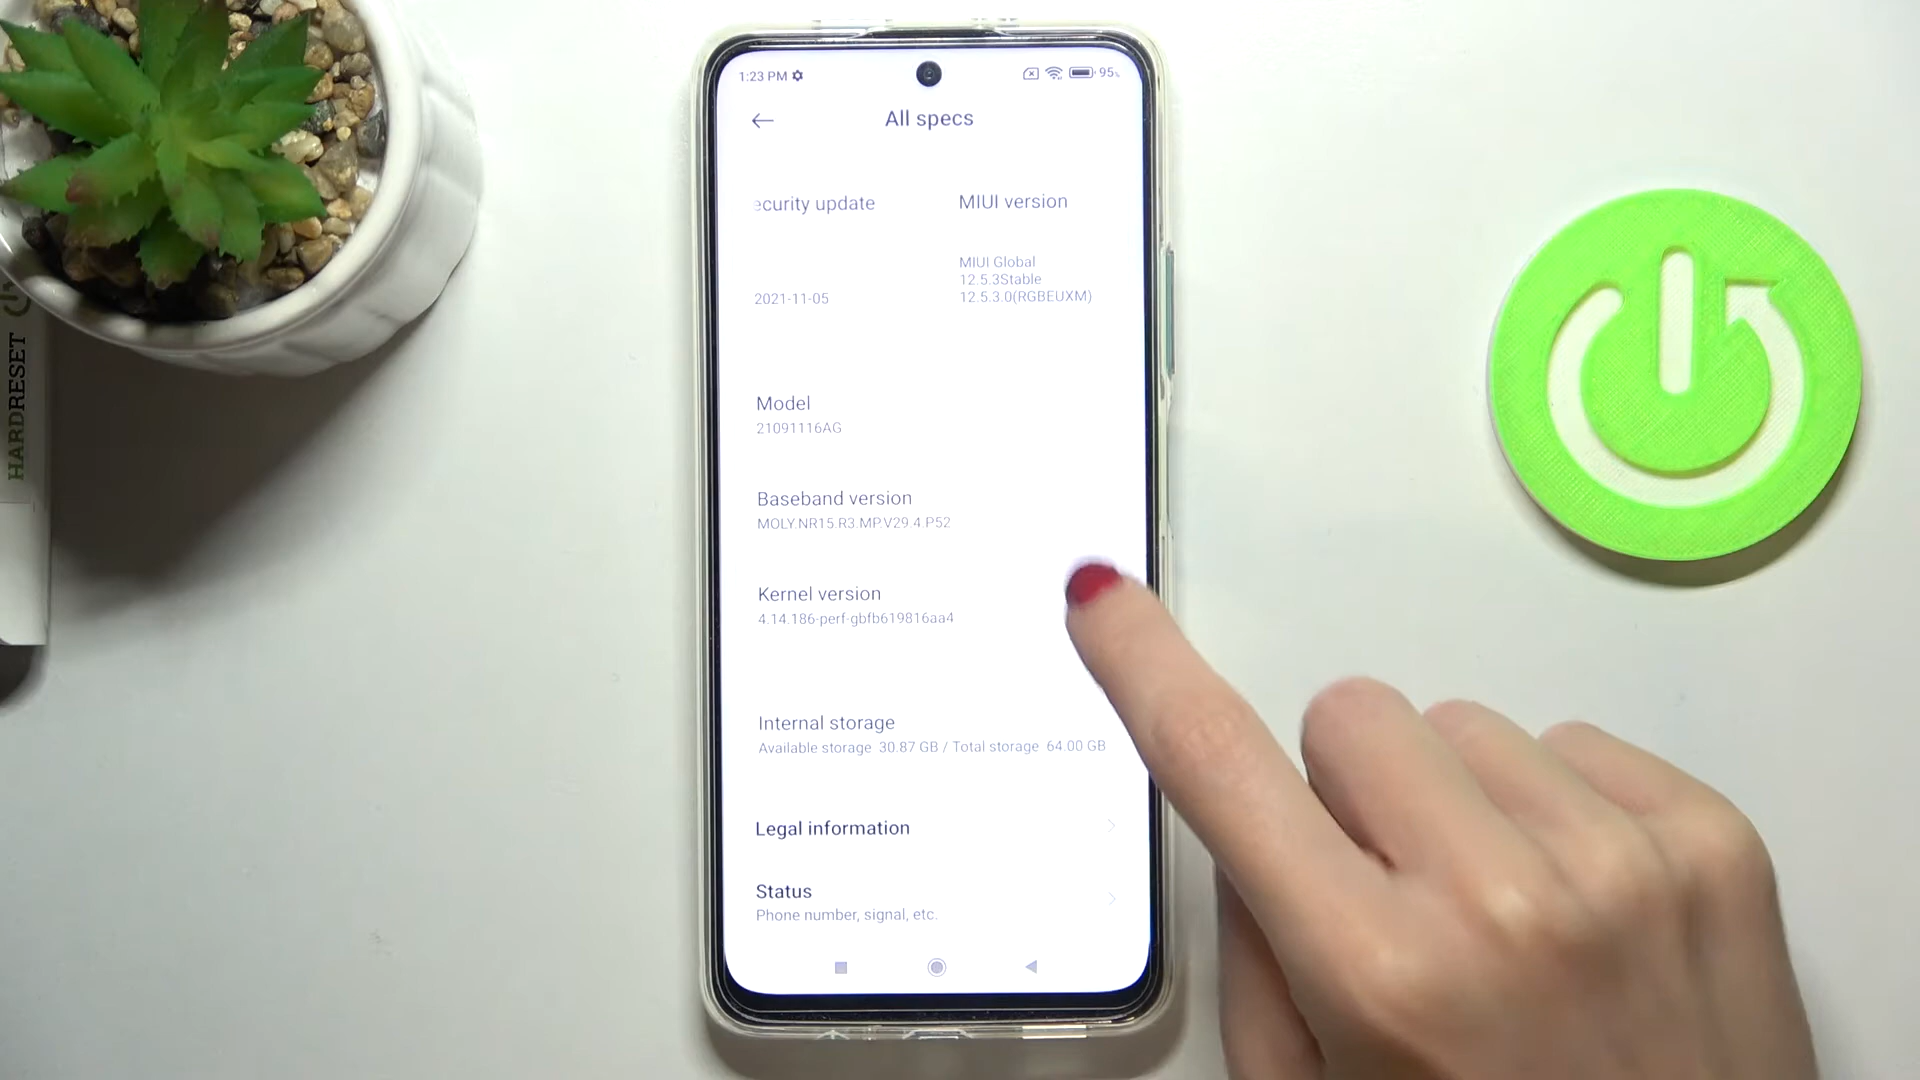 1:23 PM
95%
All specs
ecurity update
MIUI version
2021-11-05
MIUI Global
12.5.3Stable
12.5.3.0(RGBEUXM)
Model
21091116AG
Baseband version
MOLY.NR15.R3.MP.V29.4.P52
Kernel version
4.14.186-perf-gbfb619816aa4
Internal storage
Available storage 30.87 GB / Total storage 64.00 GB
Legal information
Status
Phone number, signal, etc.
HARDRESET